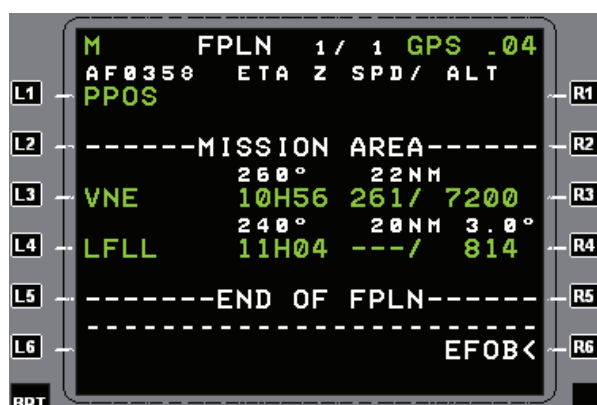 M FPLN 1/ 1 GPS .04
AF0358 ETA Z SPD/ ALT
L1 PPOS R1
L2 ------MISSION AREA------ R2
260° 22NM
L3 VNE 10H56 261/ 7200 R3
240° 20NM 3.0°
L4 LFLL 11H04 ---/ 814 R4
L5 -------END OF FPLN------ R5
------------------------
L6 EFOB< R6